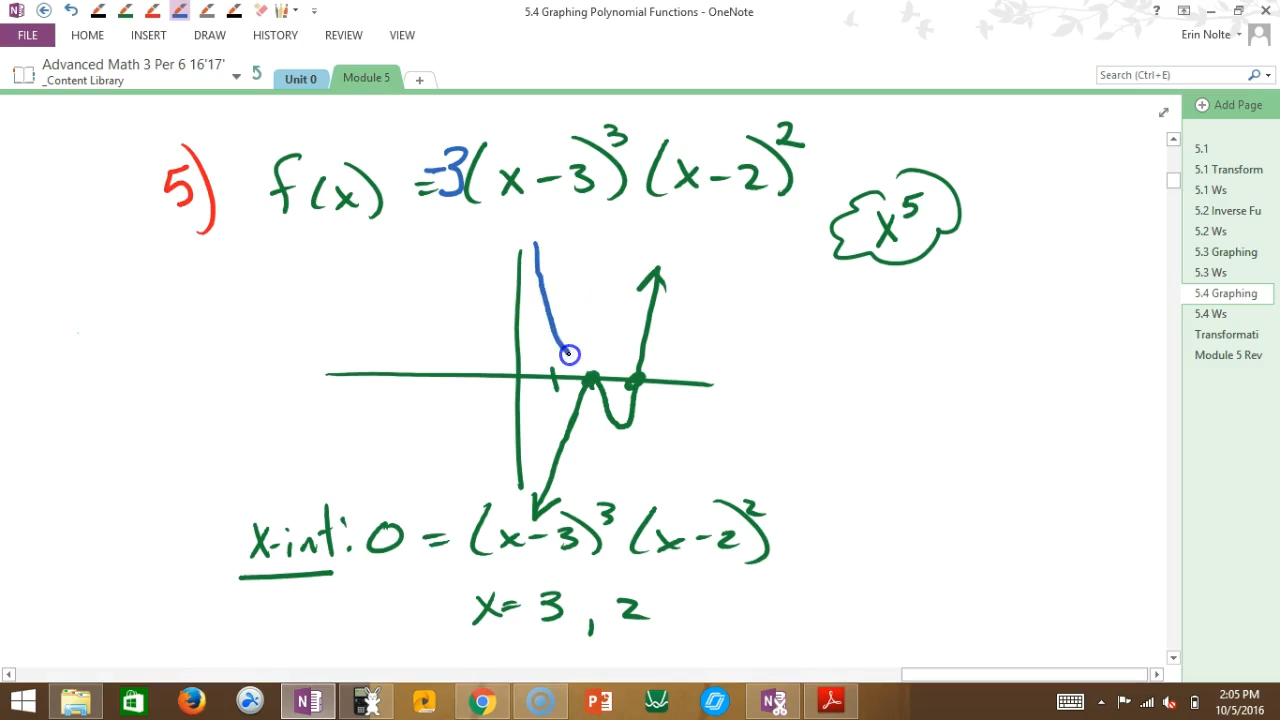 5.4 Graphing Polynomial Functions - OneNote
FILE HOME INSERT DRAW HISTORY REVIEW VIEW
Erin Nolte
Advanced Math 3 Per 6 16'17'
_Content Library
Unit 0
Module 5
Search (Ctrl+E)
Add Page
5.1
5.1 Transform
5.1 Ws
5.2 Inverse Fu
5.2 Ws
5.3 Graphing
5.3 Ws
5.4 Graphing
5.4 Ws
Transformati
Module 5 Rev
5) f(x) = -3(x-3)³(x-2)²
x⁵
x-int: 0 = (x-3)³(x-2)²
x= 3, 2
2:05 PM
10/5/2016